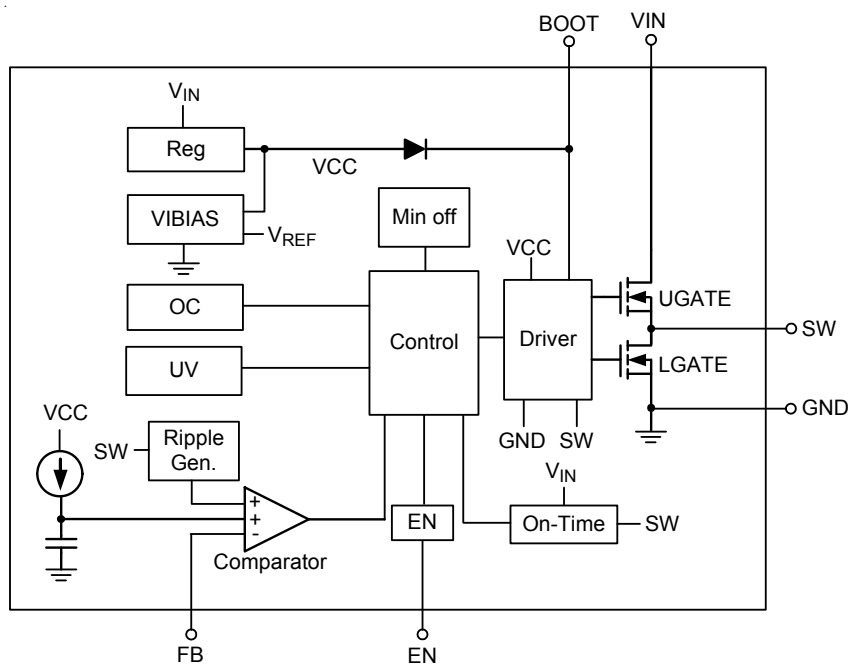 BOOT VIN
VIN
Reg
VCC
VIBIAS
VREF
Min off
VCC
OC
UV
Control
Driver
UGATE
SW
LGATE
GND
VCC
SW
Ripple
Gen.
GND SW
VIN
+
+
-
Comparator
EN
On-Time
SW
FB
EN